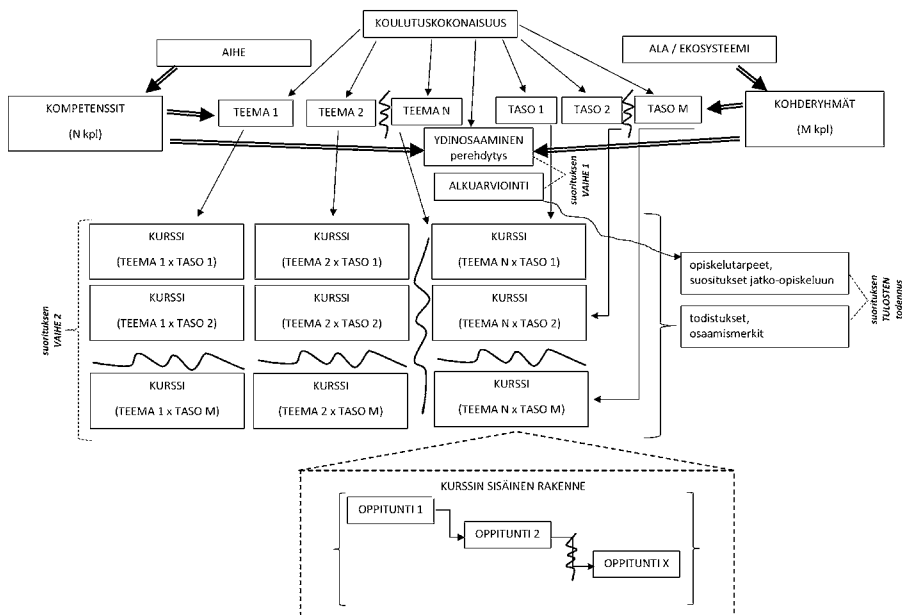 KOULUTUSKOKONAISUUS
AIHE
ALA / EKOSYSTEEMI
KOMPETENSSIT
(N kpl)
TEEMA 1
TEEMA 2
TEEMA N
TASO 1
TASO 2
TASO M
KOHDERYHMÄT
(M kpl)
YDINOSAAMINEN
perehdytys
ALKUARVIOINTI
suorituksen
VAIHE 1
suorituksen
VAIHE 2
KURSSI
(TEEMA 1 x TASO 1)
KURSSI
(TEEMA 2 x TASO 1)
KURSSI
(TEEMA N x TASO 1)
KURSSI
(TEEMA 1 x TASO 2)
KURSSI
(TEEMA 2 x TASO 2)
KURSSI
(TEEMA N x TASO 2)
KURSSI
(TEEMA 1 x TASO M)
KURSSI
(TEEMA 2 x TASO M)
KURSSI
(TEEMA N x TASO M)
opiskelutarpeet,
suositukset jatko-opiskeluun
todistukset,
osaamismerkit
suorituksen
TULOSTEN
todennus
KURSSIN SISÄINEN RAKENNE
OPPITUNTI 1
OPPITUNTI 2
OPPITUNTI X